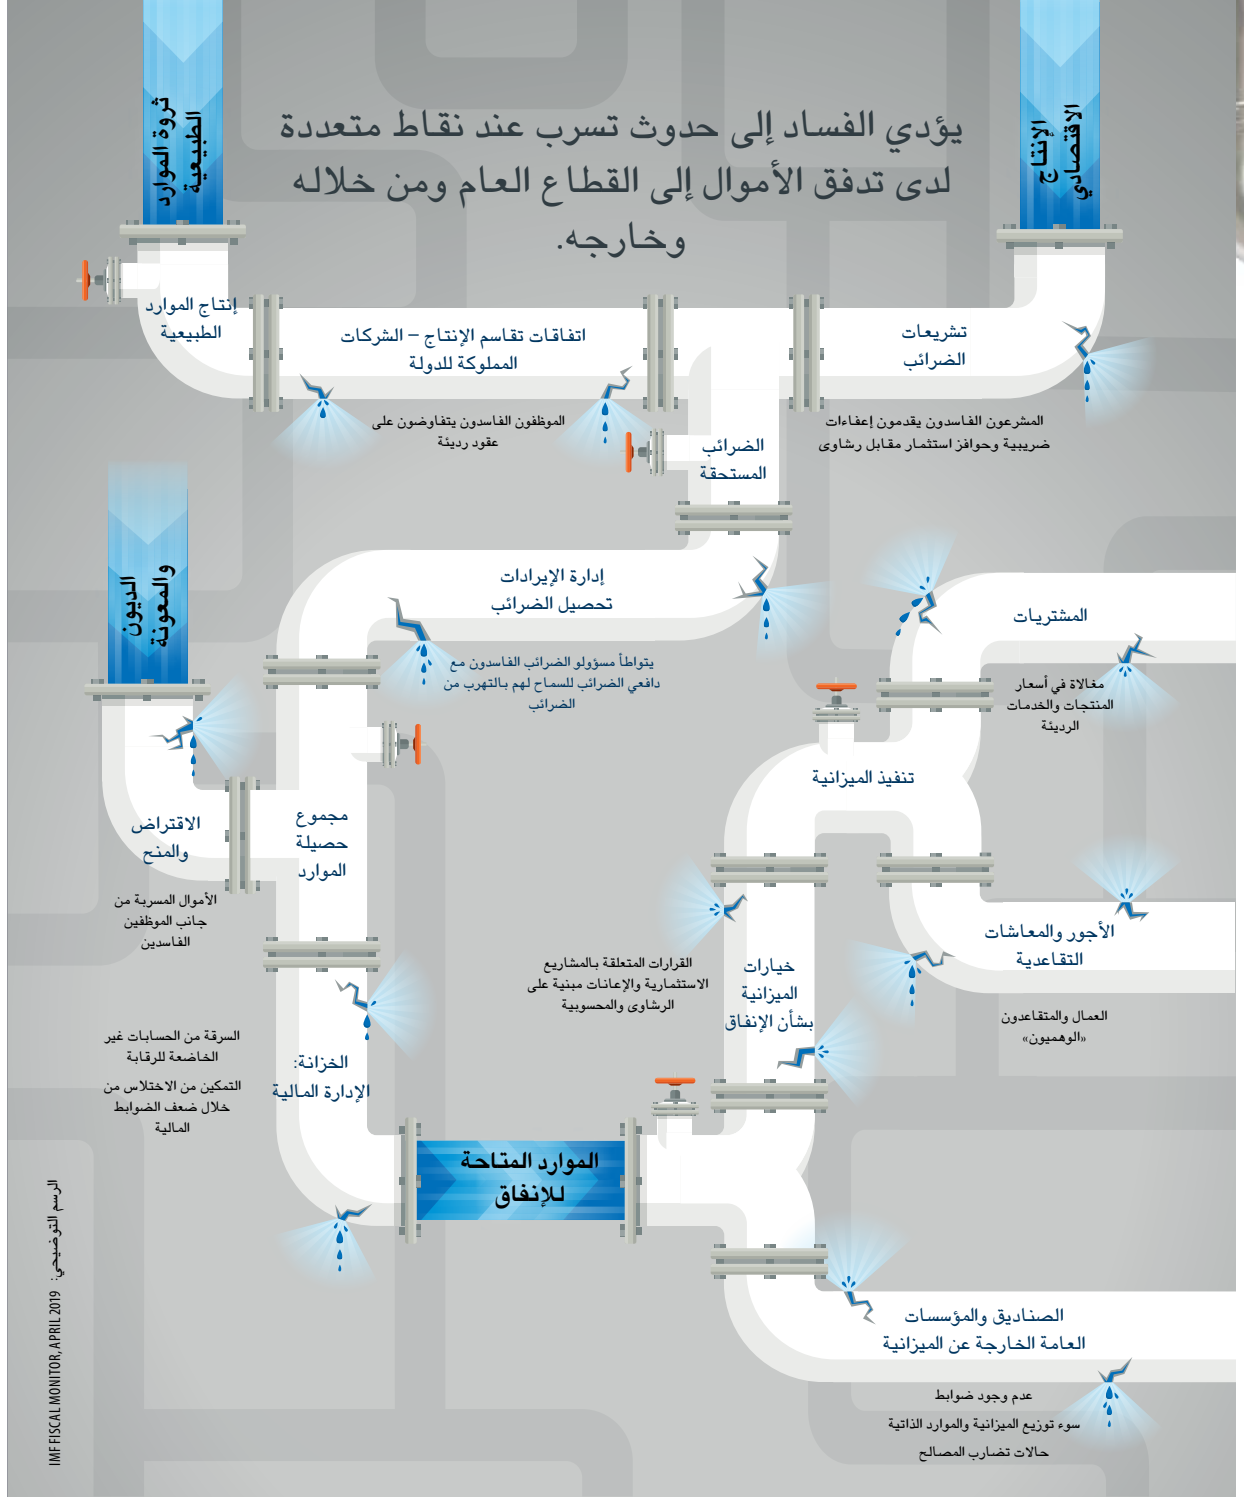 يؤدي الفساد إلى حدوث تسرب عند نقاط متعددة
لدى تدفق الأموال إلى القطاع العام ومن خلاله
وخارجه.
الإنتاج
الاقتصادي
ثروة الموارد
الطبيعية
تشريعات
الضرائب
المشرعون الفاسدون يقدمون إعفاءات
ضريبية وحوافز استثمار مقابل رشاوى
اتفاقات تقاسم الإنتاج – الشركات
المملوكة للدولة
الموظفون الفاسدون يتفاوضون على
عقود رديئة
إنتاج الموارد
الطبيعية
الضرائب
المستحقة
إدارة الإيرادات
تحصيل الضرائب
يتواطأ مسؤولو الضرائب الفاسدون مع
دافعي الضرائب للسماح لهم بالتهرب من
الضرائب
الديون
والمعونة
المشتريات
مغالاة في أسعار
المنتجات والخدمات
الرديئة
تنفيذ الميزانية
مجموع
حصيلة
الموارد
الاقتراض
والمنح
الأموال المسربة من
جانب الموظفين
الفاسدين
الأجور والمعاشات
التقاعدية
العمال والمتقاعدون
«الوهميون»
خيارات
الميزانية
بشأن الإنفاق
القرارات المتعلقة بالمشاريع
الاستثمارية والإعانات مبنية على
الرشاوى والمحسوبية
الخزانة:
الإدارة المالية
السرقة من الحسابات غير
الخاضعة للرقابة
التمكين من الاختلاس من
خلال ضعف الضوابط
المالية
الموارد المتاحة
للإنفاق
الصناديق والمؤسسات
العامة الخارجة عن الميزانية
عدم وجود ضوابط
سوء توزيع الميزانية والموارد الذاتية
حالات تضارب المصالح
الرسم التوضيحي: IMF FISCAL MONITOR, APRIL 2019